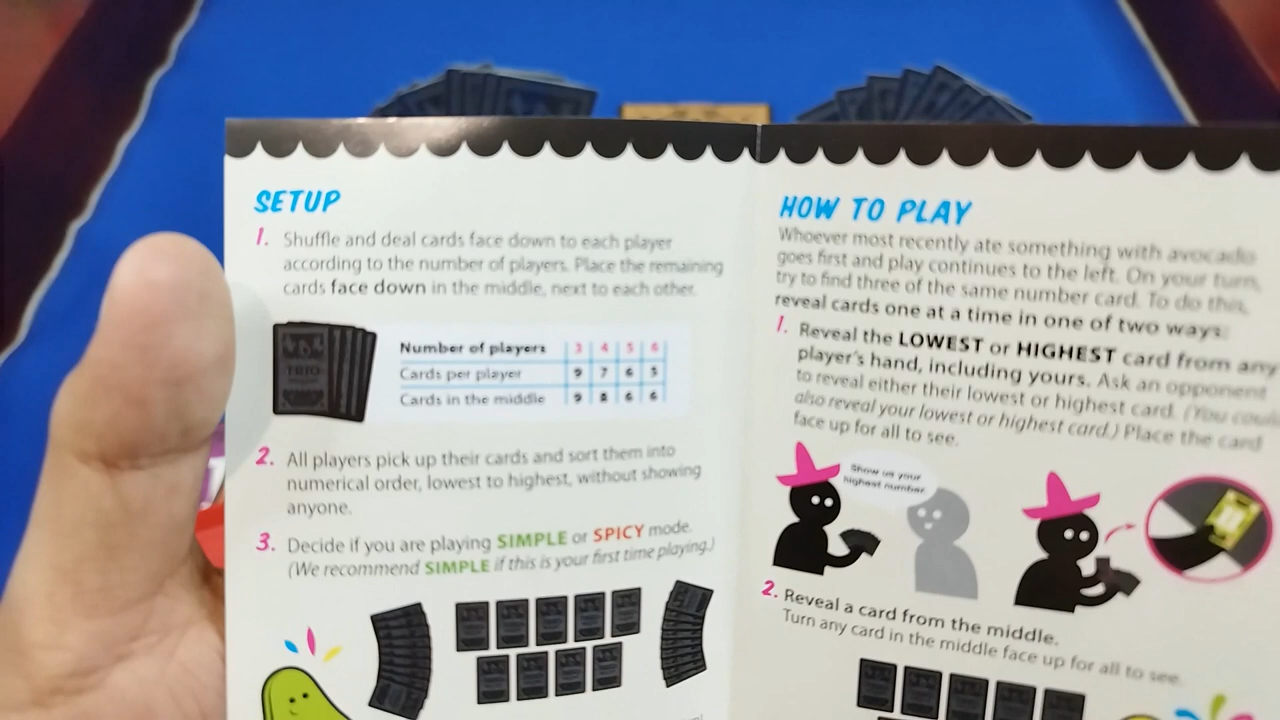 SETUP
1. Shuffle and deal cards face down to each player
according to the number of players. Place the remaining
cards face down in the middle, next to each other.
TRIO
Number of players 3 4 5 6
Cards per player 9 7 6 5
Cards in the middle 9 8 6 6
2. All players pick up their cards and sort them into
numerical order, lowest to highest, without showing
anyone.
3. Decide if you are playing SIMPLE or SPICY mode.
(We recommend SIMPLE if this is your first time playing.)
HOW TO PLAY
Whoever most recently ate something with avocado
goes first and play continues to the left. On your turn,
try to find three of the same number card. To do this,
reveal cards one at a time in one of two ways:
1. Reveal the LOWEST or HIGHEST card from any
player's hand, including yours. Ask an opponent
to reveal either their lowest or highest card. (You could
also reveal your lowest or highest card.) Place the card
face up for all to see.
Show us your
highest number.
2. Reveal a card from the middle.
Turn any card in the middle face up for all to see.